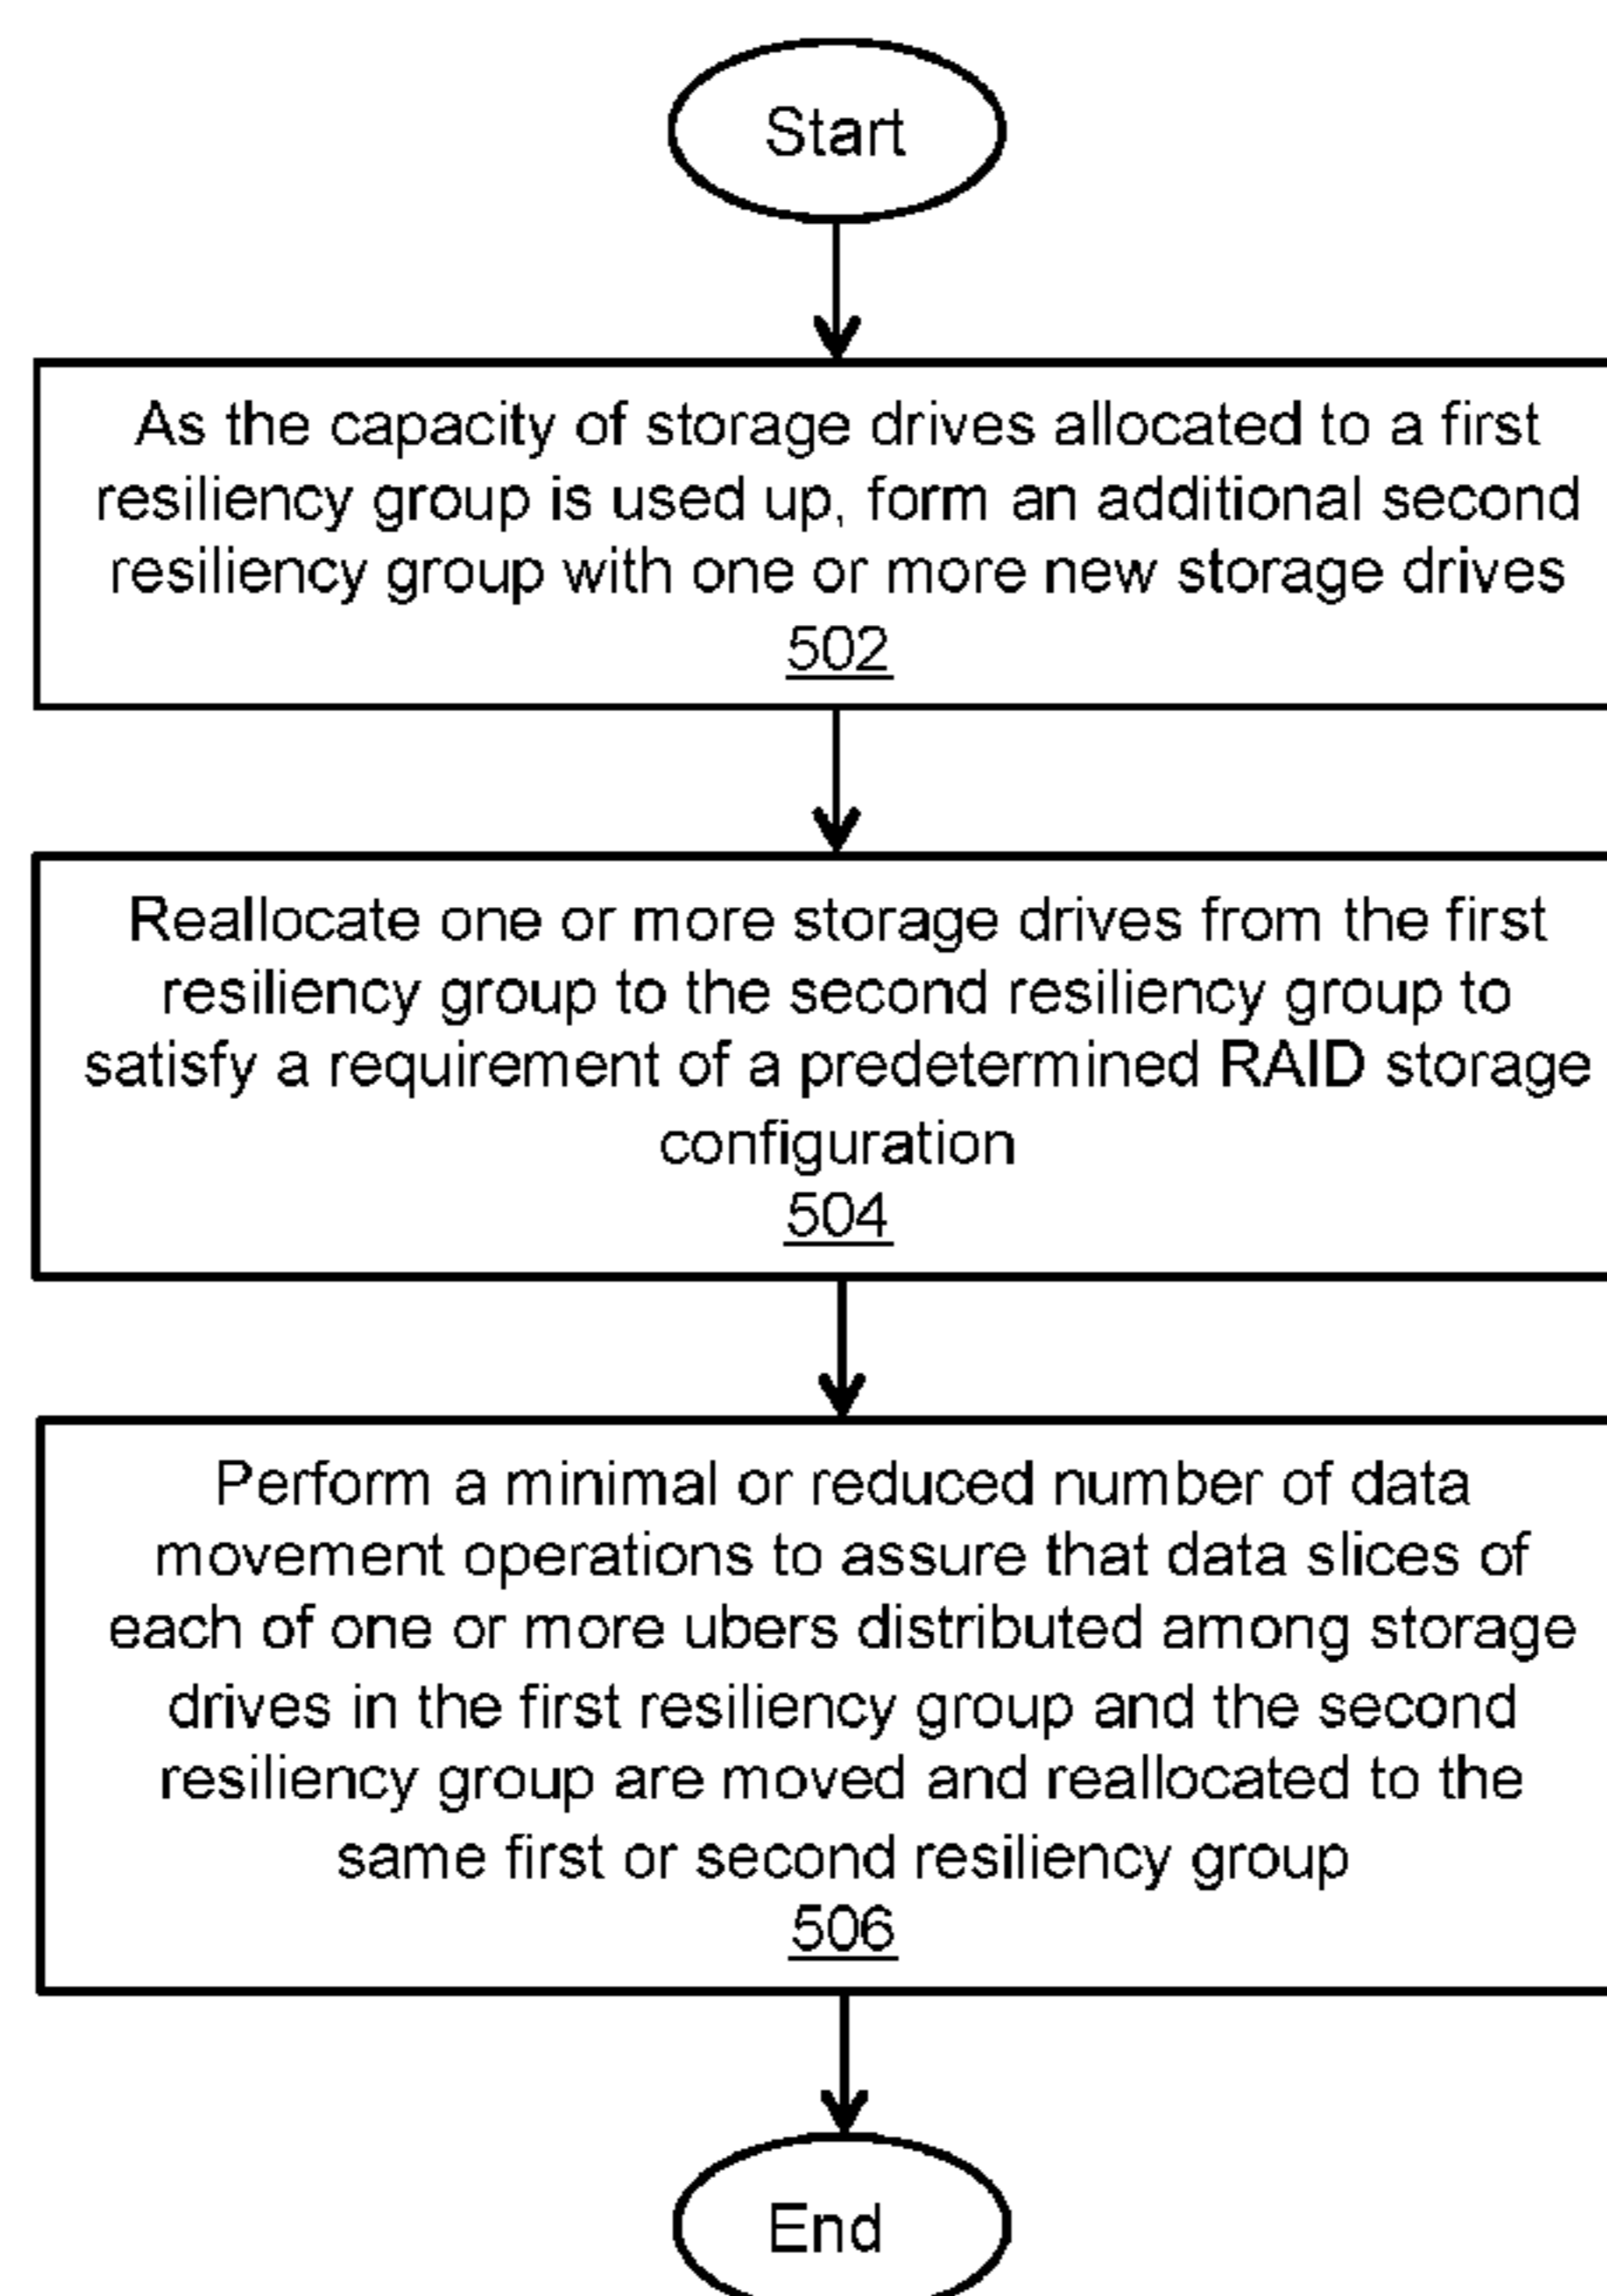 Start
As the capacity of storage drives allocated to a first
resiliency group is used up, form an additional second
resiliency group with one or more new storage drives
502
Reallocate one or more storage drives from the first
resiliency group to the second resiliency group to
satisfy a requirement of a predetermined RAID storage
configuration
504
Perform a minimal or reduced number of data
movement operations to assure that data slices of
each of one or more ubers distributed among storage
drives in the first resiliency group and the second
resiliency group are moved and reallocated to the
same first or second resiliency group
506
End